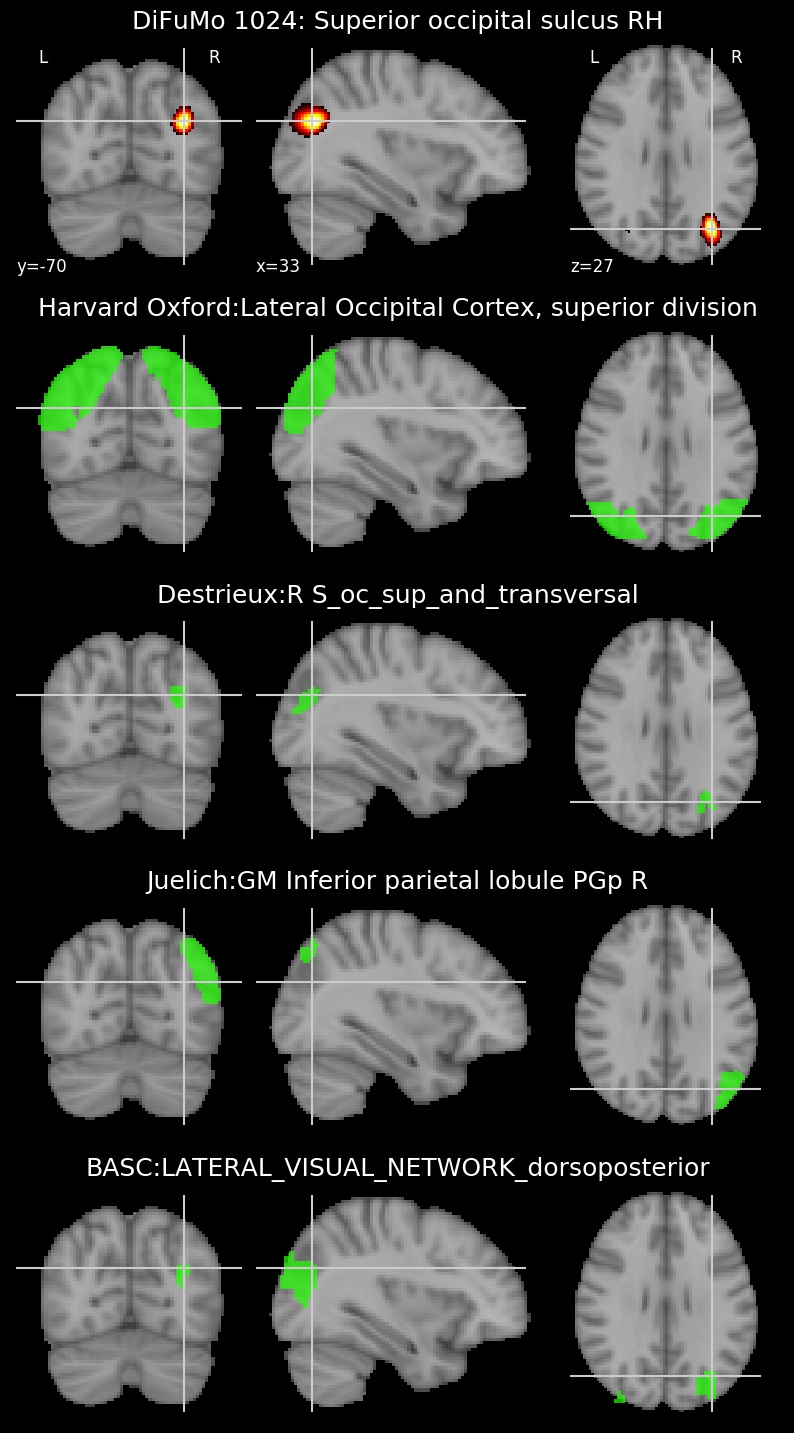 DiFuMo 1024: Superior occipital sulcus RH
L R L R
y=-70 x=33 z=27
Harvard Oxford:Lateral Occipital Cortex, superior division
Destrieux:R S_oc_sup_and_transversal
Juelich:GM Inferior parietal lobule PGp R
BASC:LATERAL_VISUAL_NETWORK_dorsoposterior